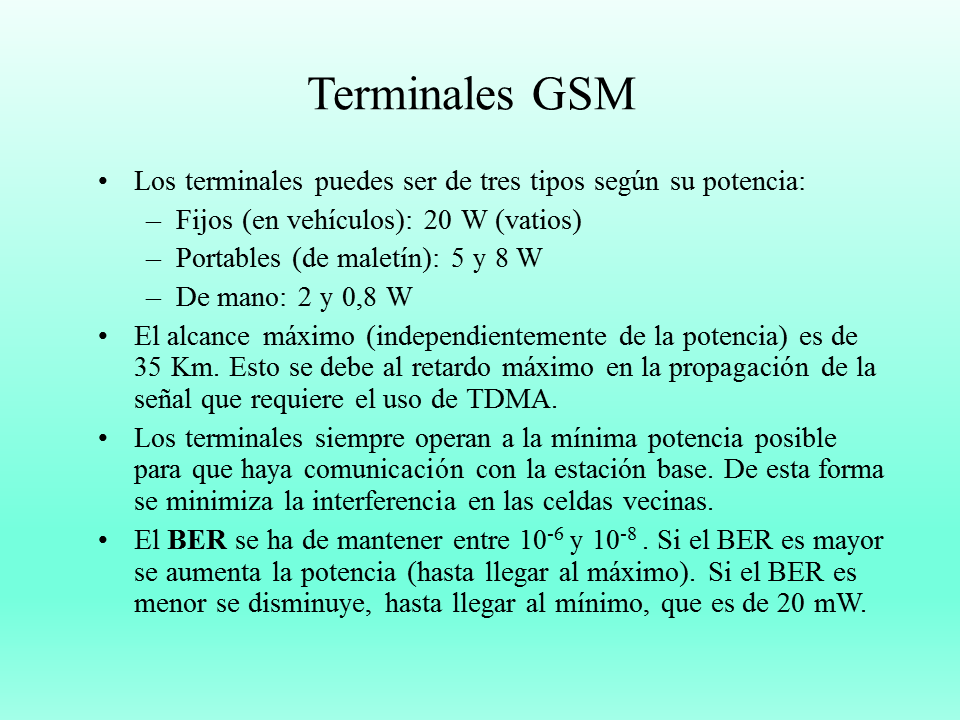 Terminales GSM
• Los terminales puedes ser de tres tipos según su potencia:
– Fijos (en vehículos): 20 W (vatios)
– Portables (de maletín): 5 y 8 W
– De mano: 2 y 0,8 W
• El alcance máximo (independientemente de la potencia) es de
35 Km. Esto se debe al retardo máximo en la propagación de la
señal que requiere el uso de TDMA.
• Los terminales siempre operan a la mínima potencia posible
para que haya comunicación con la estación base. De esta forma
se minimiza la interferencia en las celdas vecinas.
• El BER se ha de mantener entre 10⁻⁶ y 10⁻⁸ . Si el BER es mayor
se aumenta la potencia (hasta llegar al máximo). Si el BER es
menor se disminuye, hasta llegar al mínimo, que es de 20 mW.